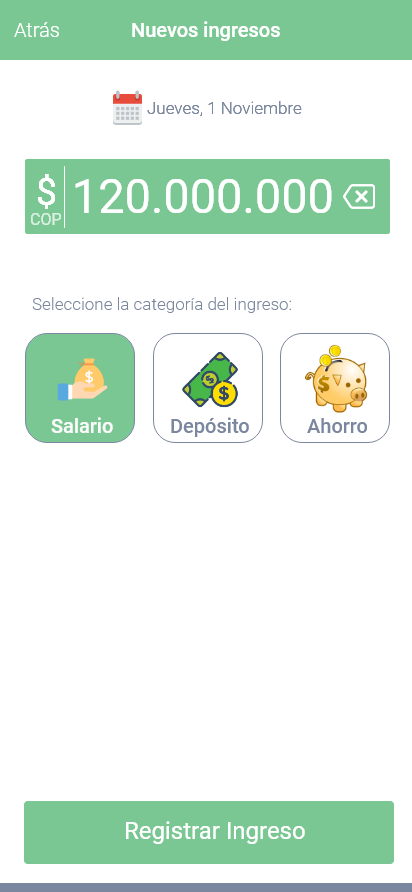 Atrás Nuevos ingresos
Jueves, 1 Noviembre
$ 120.000.000
COP
Seleccione la categoría del ingreso:
Salario Depósito Ahorro
Registrar Ingreso